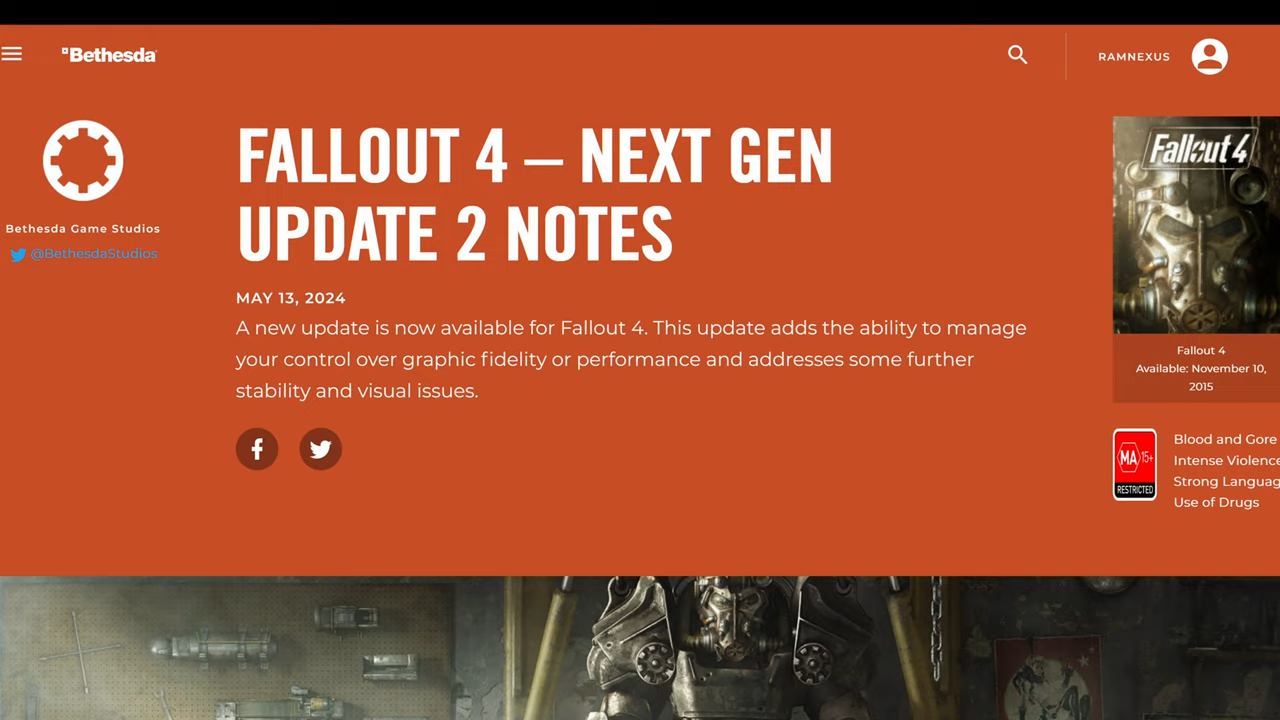 Bethesda
RAMNEXUS
Bethesda Game Studios
@BethesdaStudios
FALLOUT 4 – NEXT GEN
UPDATE 2 NOTES
MAY 13, 2024
A new update is now available for Fallout 4. This update adds the ability to manage
your control over graphic fidelity or performance and addresses some further
stability and visual issues.
Fallout 4
Fallout 4
Available: November 10,
2015
MA 15+
RESTRICTED
Blood and Gore
Intense Violence
Strong Languag
Use of Drugs